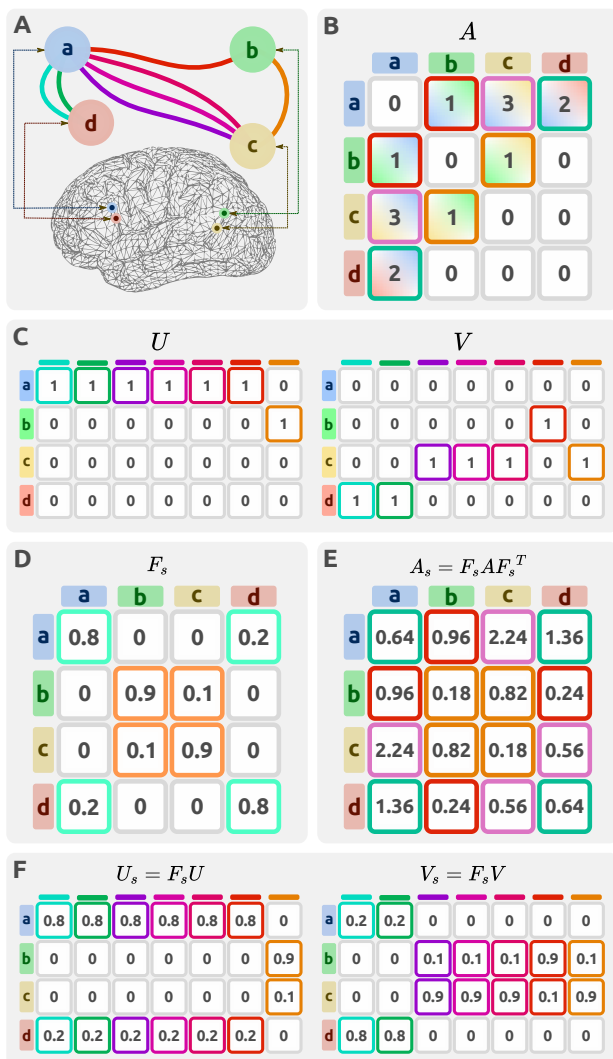 A
a
b
d
c
B
A
a b c d
a 0 1 3 2
b 1 0 1 0
c 3 1 0 0
d 2 0 0 0
C
U
a 1 1 1 1 1 1 0
b 0 0 0 0 0 0 1
c 0 0 0 0 0 0 0
d 0 0 0 0 0 0 0
V
a 0 0 0 0 0 0 0
b 0 0 0 0 0 1 0
c 0 0 1 1 1 0 1
d 1 1 0 0 0 0 0
D
F_s
a b c d
a 0.8 0 0 0.2
b 0 0.9 0.1 0
c 0 0.1 0.9 0
d 0.2 0 0 0.8
E
A_s = F_s A F_s^T
a b c d
a 0.64 0.96 2.24 1.36
b 0.96 0.18 0.82 0.24
c 2.24 0.82 0.18 0.56
d 1.36 0.24 0.56 0.64
F
U_s = F_s U
a 0.8 0.8 0.8 0.8 0.8 0.8 0
b 0 0 0 0 0 0 0.9
c 0 0 0 0 0 0 0.1
d 0.2 0.2 0.2 0.2 0.2 0.2 0
V_s = F_s V
a 0.2 0.2 0 0 0 0 0
b 0 0 0.1 0.1 0.1 0.9 0.1
c 0 0 0.9 0.9 0.9 0.1 0.9
d 0.8 0.8 0 0 0 0 0